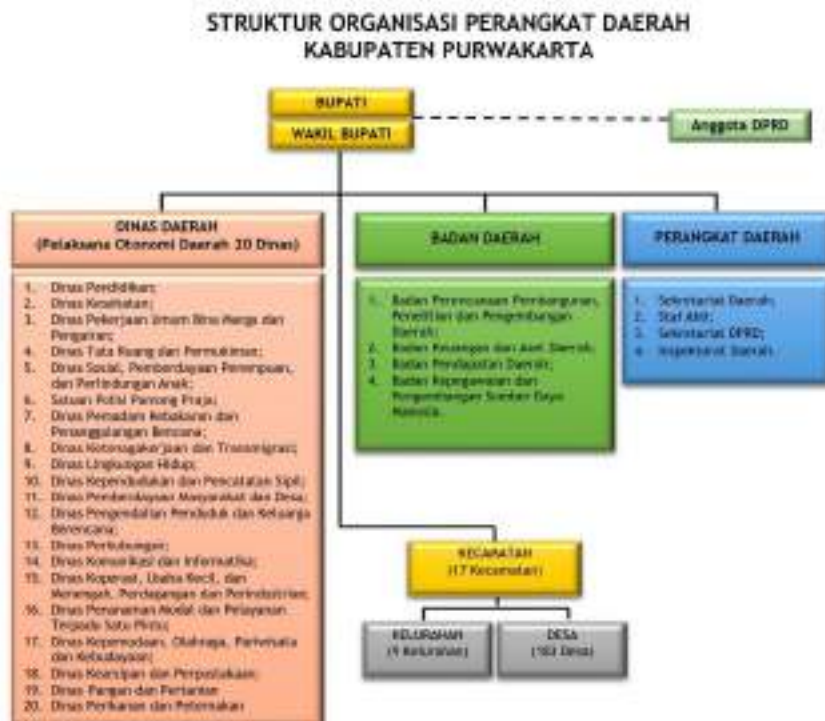 STRUKTUR ORGANISASI PERANGKAT DAERAH
KABUPATEN PURWAKARTA
BUPATI
WAKIL BUPATI
Anggota DPRD
DINAS DAERAH
(Pelaksana Otonomi Daerah 20 Dinas)
1. Dinas Pendidikan;
2. Dinas Kesehatan;
3. Dinas Pekerjaan Umum Bina Marga dan
Pengairan;
4. Dinas Tata Ruang dan Permukiman;
5. Dinas Sosial, Pemberdayaan Perempuan,
dan Perlindungan Anak;
6. Satuan Polisi Pamong Praja;
7. Dinas Pemadam Kebakaran dan
Penanggulangan Bencana;
8. Dinas Ketenagakerjaan dan Transmigrasi;
9. Dinas Lingkungan Hidup;
10. Dinas Kependudukan dan Pencatatan Sipil;
11. Dinas Pemberdayaan Masyarakat dan Desa;
12. Dinas Pengendalian Penduduk dan Keluarga
Berencana;
13. Dinas Perhubungan;
14. Dinas Komunikasi dan Informatika;
15. Dinas Koperasi, Usaha Kecil, dan
Menengah, Perdagangan dan Perindustrian;
16. Dinas Penanaman Modal dan Pelayanan
Terpadu Satu Pintu;
17. Dinas Kepemudaan, Olahraga, Pariwisata
dan Kebudayaan;
18. Dinas Kearsipan dan Perpustakaan;
19. Dinas Pangan dan Pertanian
20. Dinas Perikanan dan Peternakan
BADAN DAERAH
1. Badan Perencanaan Pembangunan,
Penelitian dan Pengembangan
Daerah;
2. Badan Keuangan dan Aset Daerah;
3. Badan Pendapatan Daerah;
4. Badan Kepegawaian dan
Pengembangan Sumber Daya
Manusia.
PERANGKAT DAERAH
1. Sekretariat Daerah;
2. Staf Ahli;
3. Sekretariat DPRD;
4. Inspektorat Daerah.
KECAMATAN
(17 Kecamatan)
KELURAHAN
(9 Kelurahan)
DESA
(183 Desa)